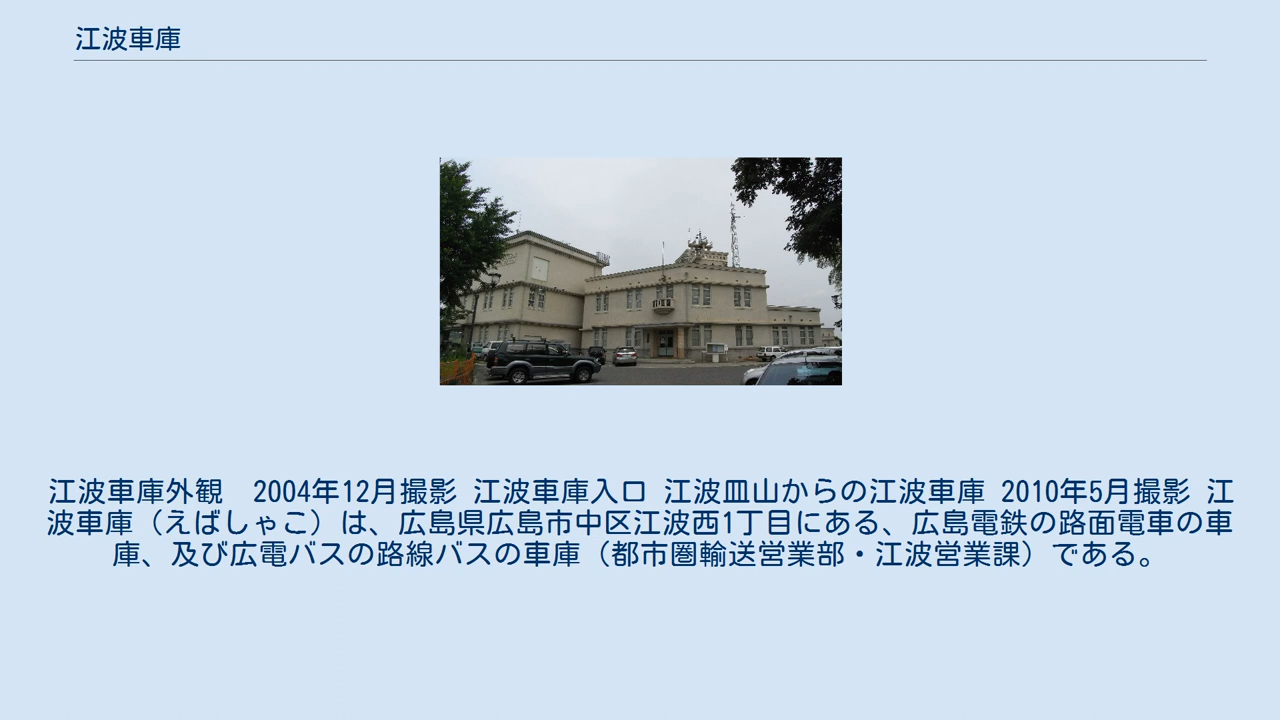 江波車庫
江波車庫外観　2004年12月撮影 江波車庫入口 江波皿山からの江波車庫 2010年5月撮影 江
波車庫（えばしゃこ）は、広島県広島市中区江波西1丁目にある、広島電鉄の路面電車の車
庫、及び広電バスの路線バスの車庫（都市圏輸送営業部・江波営業課）である。